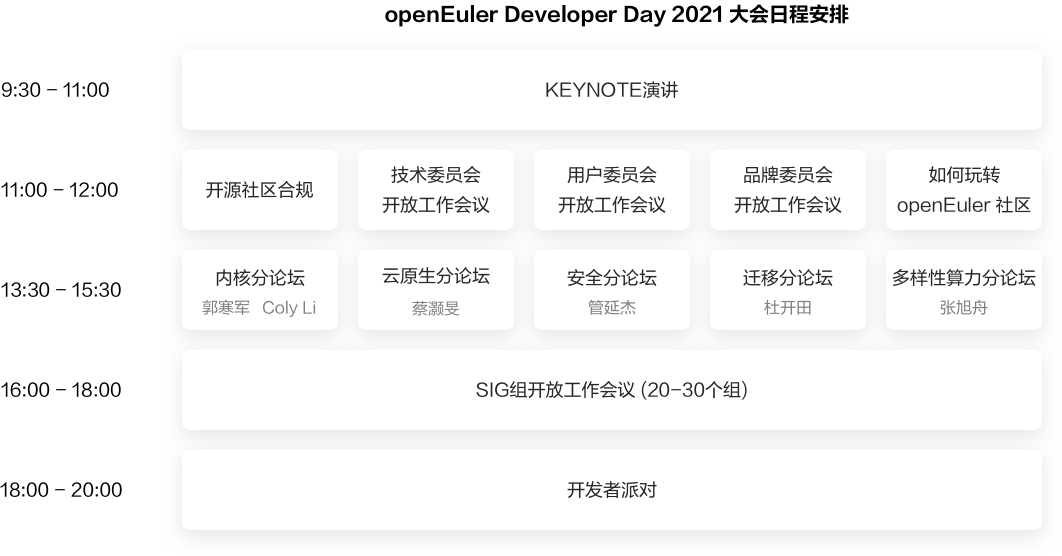 openEuler Developer Day 2021 大会日程安排
9:30 – 11:00
KEYNOTE演讲
11:00 – 12:00
开源社区合规
技术委员会
开放工作会议
用户委员会
开放工作会议
品牌委员会
开放工作会议
如何玩转
openEuler 社区
13:30 – 15:30
内核分论坛
郭寒军 Coly Li
云原生分论坛
蔡灏旻
安全分论坛
管延杰
迁移分论坛
杜开田
多样性算力分论坛
张旭舟
16:00 – 18:00
SIG组开放工作会议 (20–30个组)
18:00 – 20:00
开发者派对